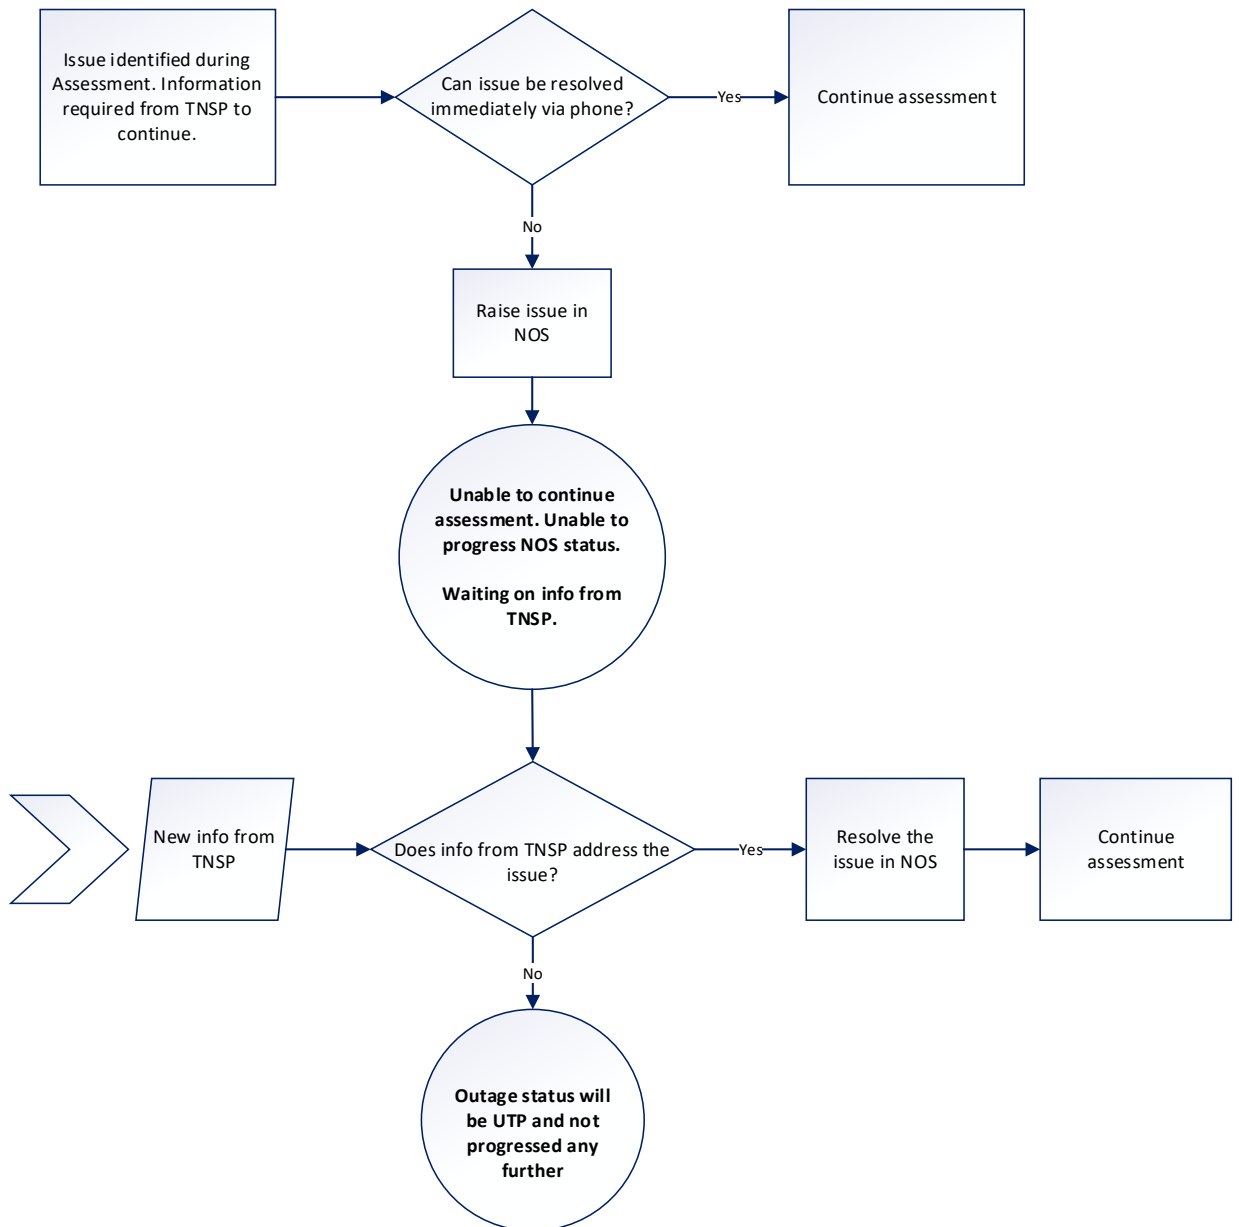 Issue identified during
Assessment. Information
required from TNSP to
continue.
Can issue be resolved
immediately via phone?
Yes
Continue assessment
No
Raise issue in
NOS
Unable to continue
assessment. Unable to
progress NOS status.
Waiting on info from
TNSP.
New info from
TNSP
Does info from TNSP address the
issue?
Yes
Resolve the
issue in NOS
Continue
assessment
No
Outage status will
be UTP and not
progressed any
further